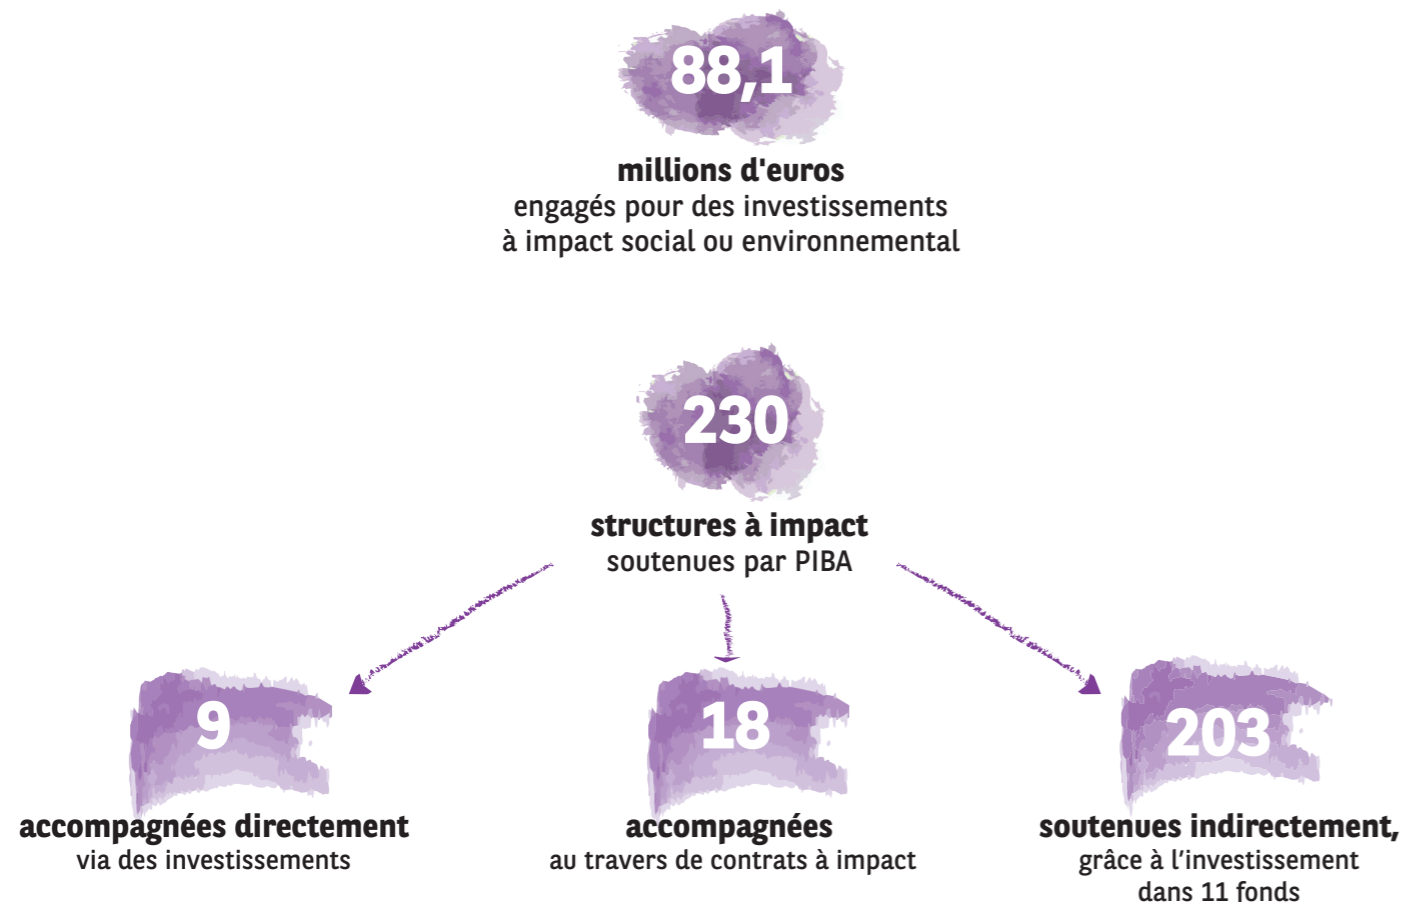 88,1
millions d'euros
engagés pour des investissements
à impact social ou environnemental
230
structures à impact
soutenues par PIBA
9
accompagnées directement
via des investissements
18
accompagnées
au travers de contrats à impact
203
soutenues indirectement,
grâce à l’investissement
dans 11 fonds